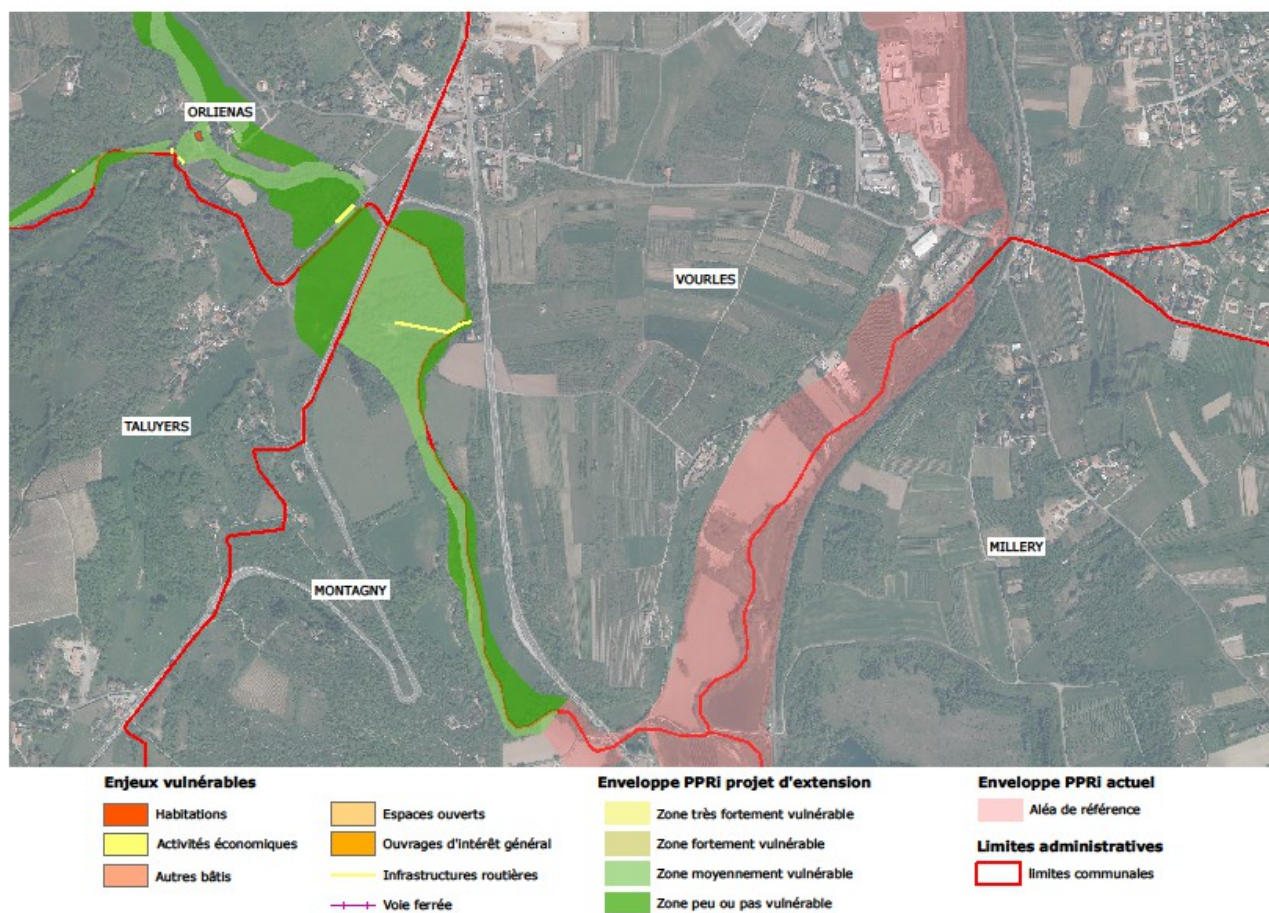 ORLIENAS
VOURLES
TALUYERS
MILLERY
MONTAGNY
Enjeux vulnérables
Habitations
Activités économiques
Autres bâtis
Espaces ouverts
Ouvrages d'intérêt général
Infrastructures routières
Voie ferrée
Enveloppe PPRi projet d'extension
Zone très fortement vulnérable
Zone fortement vulnérable
Zone moyennement vulnérable
Zone peu ou pas vulnérable
Enveloppe PPRi actuel
Aléa de référence
Limites administratives
limites communales